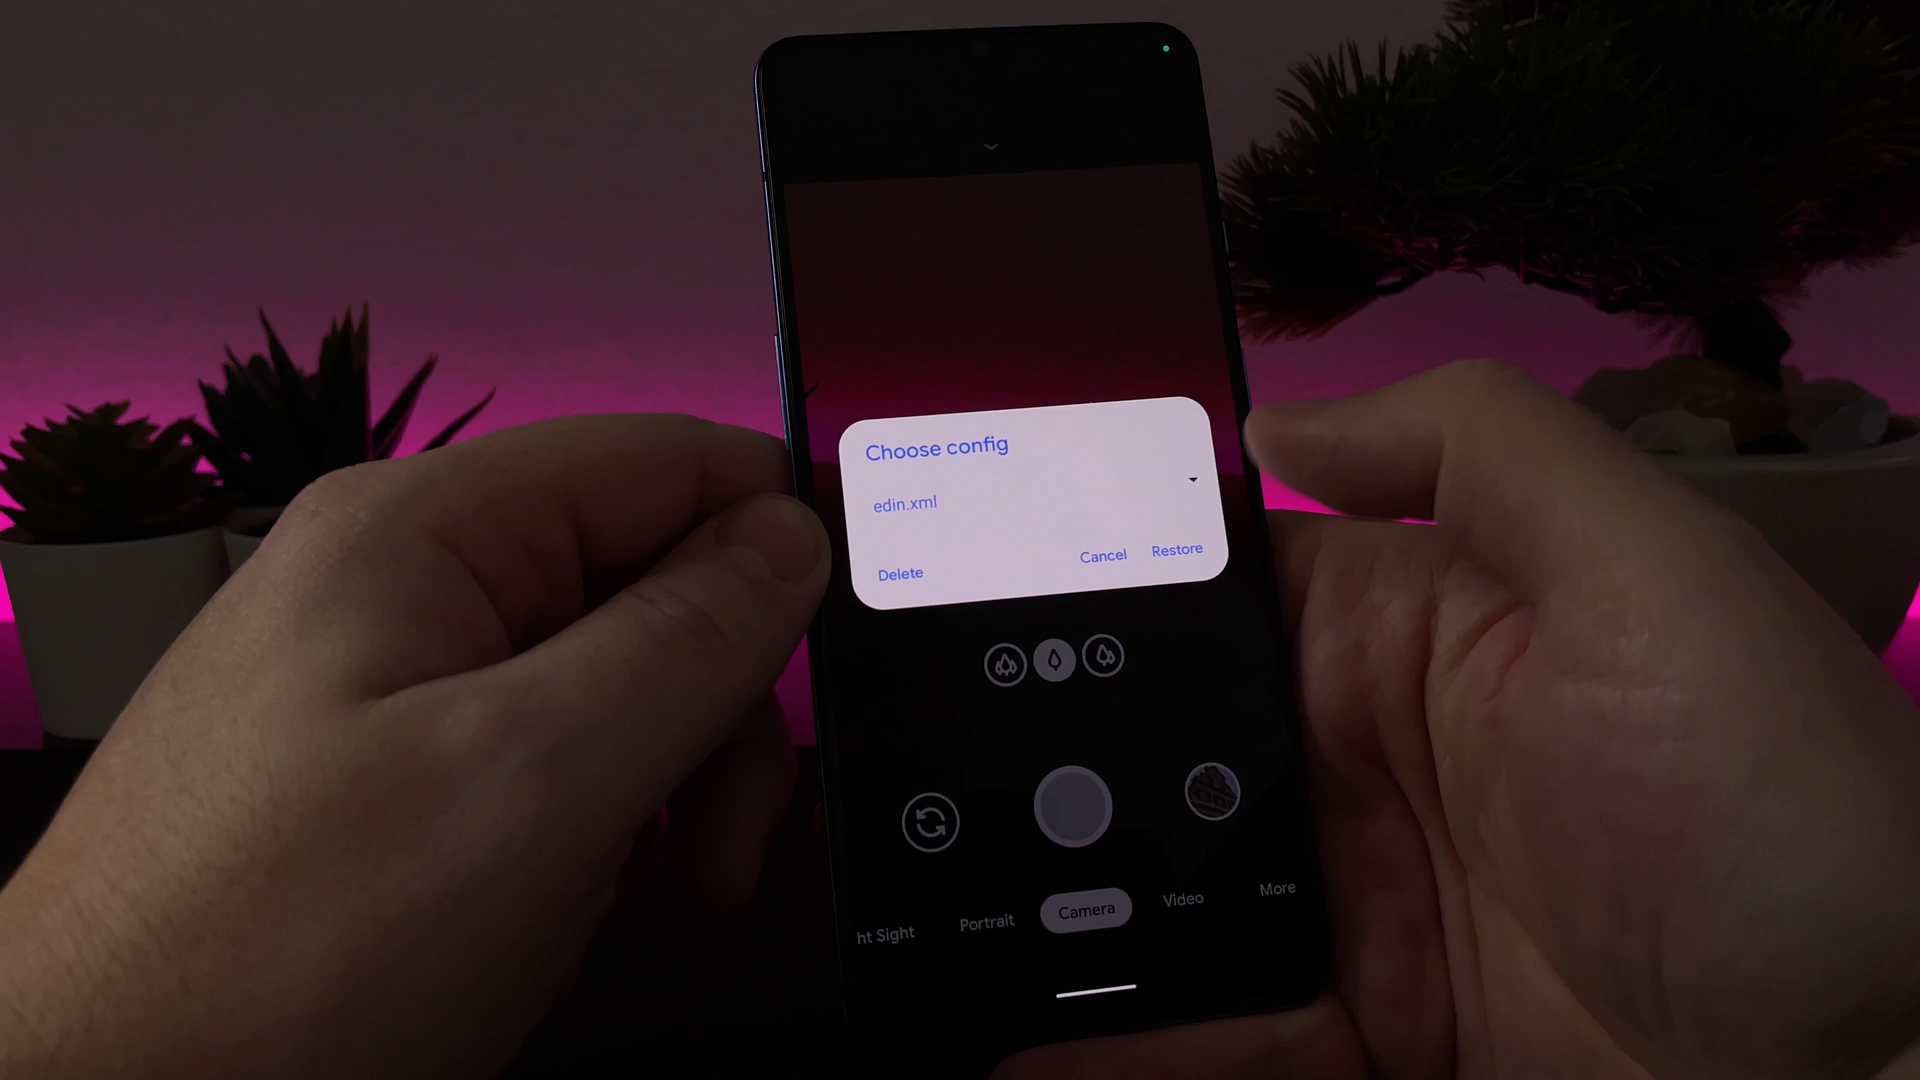 Choose config
edin.xml
Delete
Cancel
Restore
ht Sight
Portrait
Camera
Video
More